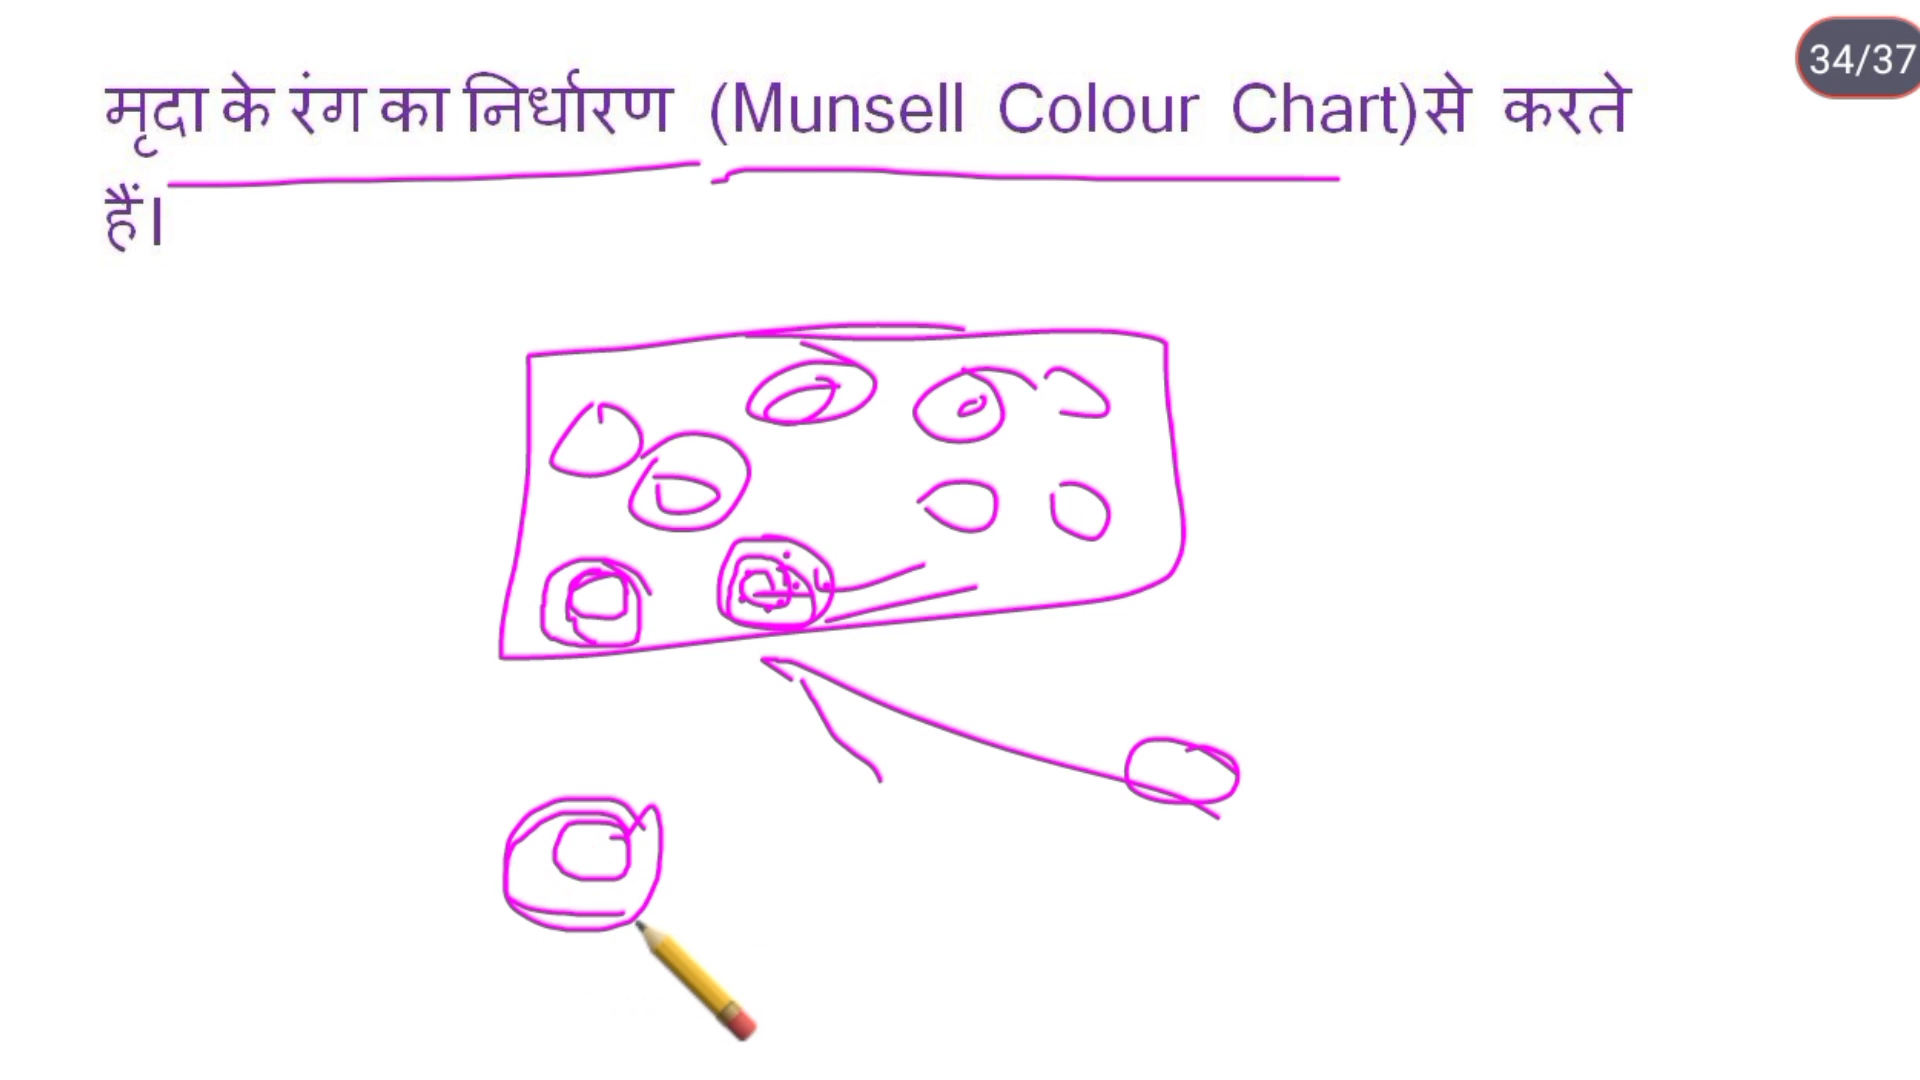 34/37
मृदा के रंग का निर्धारण (Munsell Colour Chart)से करते
हैं।